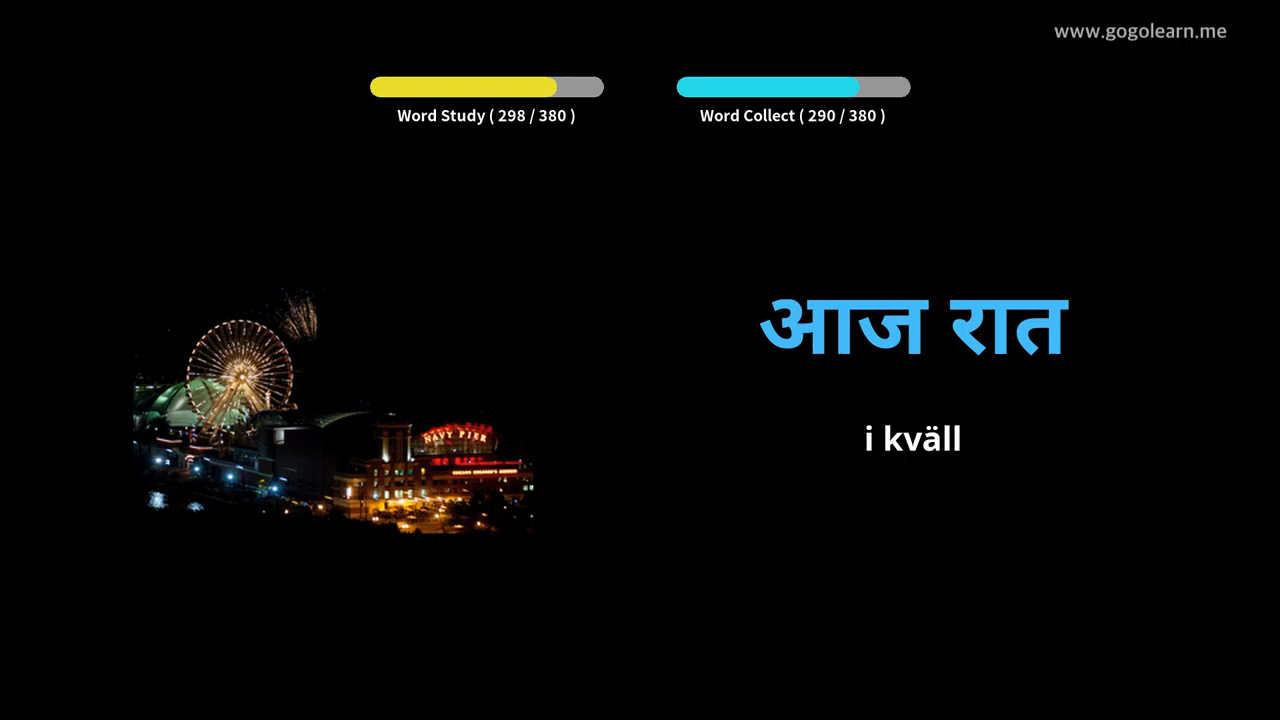 www.gogolearn.me
Word Study ( 298 / 380 )
Word Collect ( 290 / 380 )
आज रात
i kväll
NAVY PIER